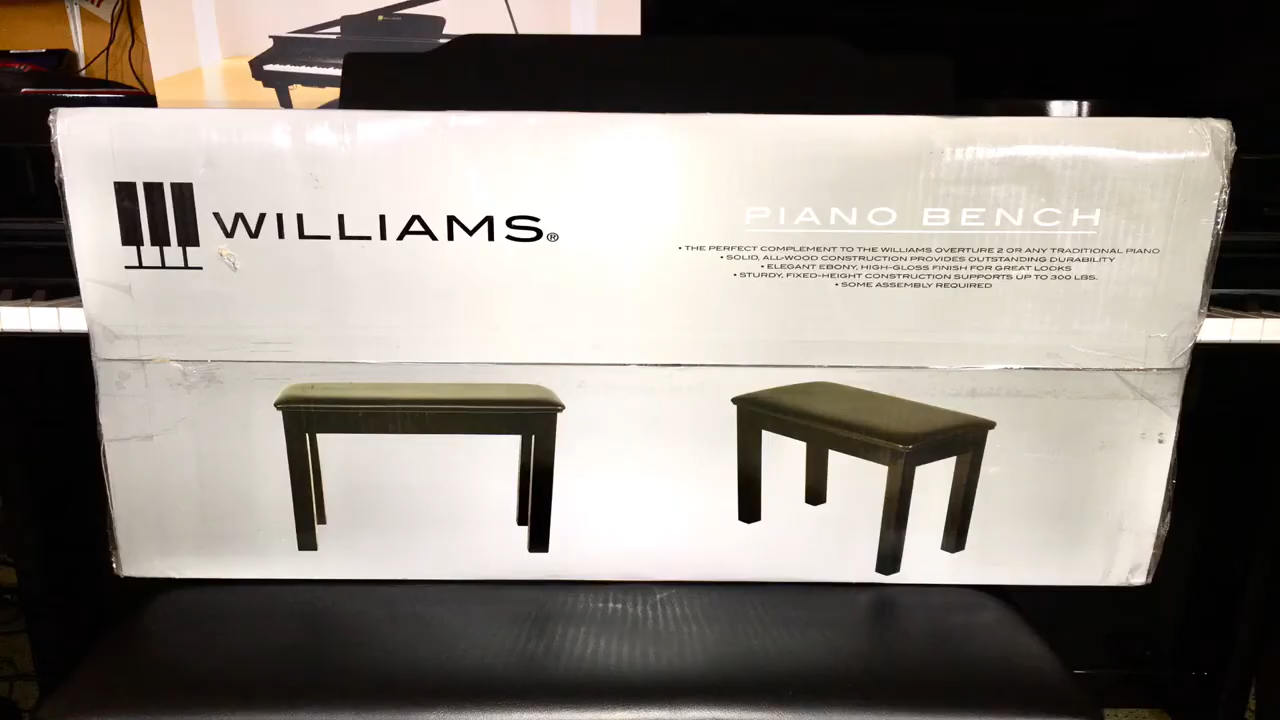 WILLIAMS
WILLIAMS®
PIANO BENCH
• THE PERFECT COMPLEMENT TO THE WILLIAMS OVERTURE 2 OR ANY TRADITIONAL PIANO
• SOLID, ALL-WOOD CONSTRUCTION PROVIDES OUTSTANDING DURABILITY
• ELEGANT EBONY, HIGH-GLOSS FINISH FOR GREAT LOOKS
• STURDY, FIXED-HEIGHT CONSTRUCTION SUPPORTS UP TO 300 LBS.
• SOME ASSEMBLY REQUIRED